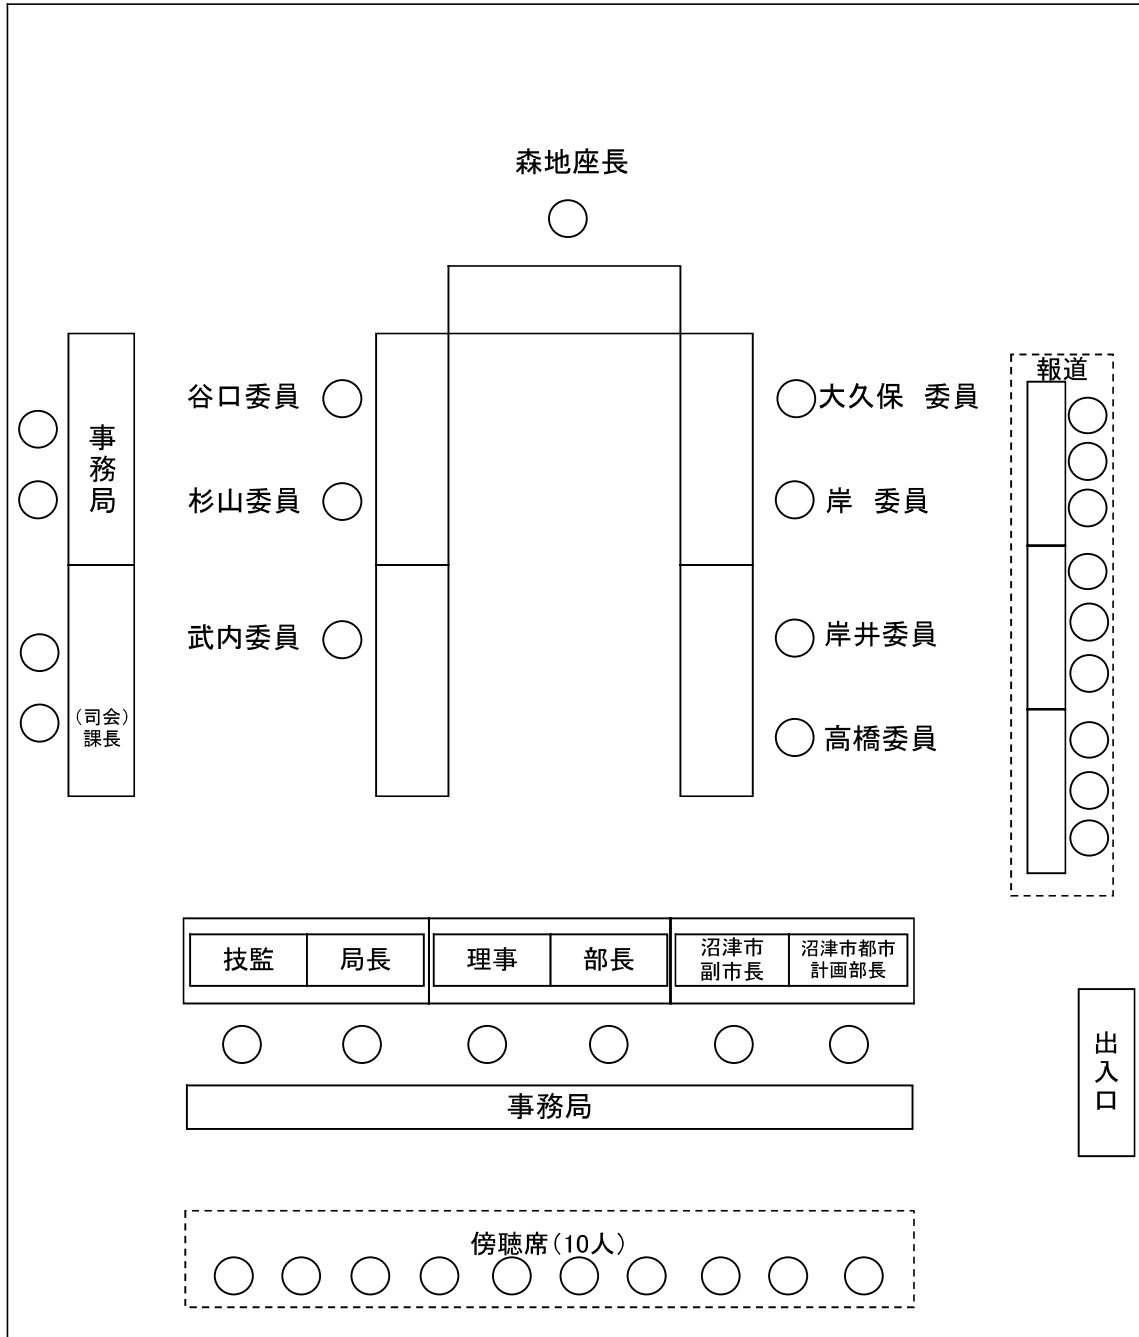 森地座長
谷口委員
大久保　委員
杉山委員
岸　委員
武内委員
岸井委員
高橋委員
事務局
（司会）
課長
報道
技監
局長
理事
部長
沼津市
副市長
沼津市都市
計画部長
事務局
出入口
傍聴席（10人）